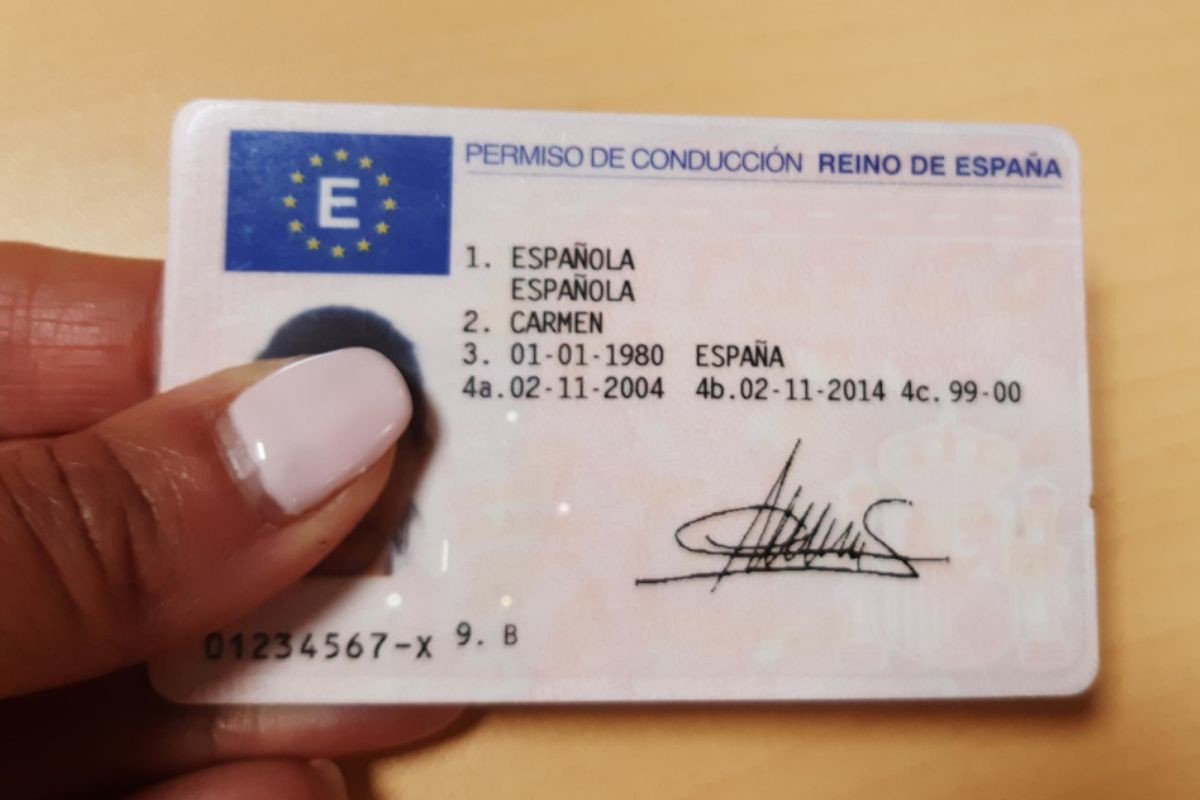 E
PERMISO DE CONDUCCIÓN REINO DE ESPAÑA
1. ESPAÑOLA
ESPAÑOLA
2. CARMEN
3. 01-01-1980 ESPAÑA
4a.02-11-2004 4b.02-11-2014 4c. 99-00
01234567-X 9. B